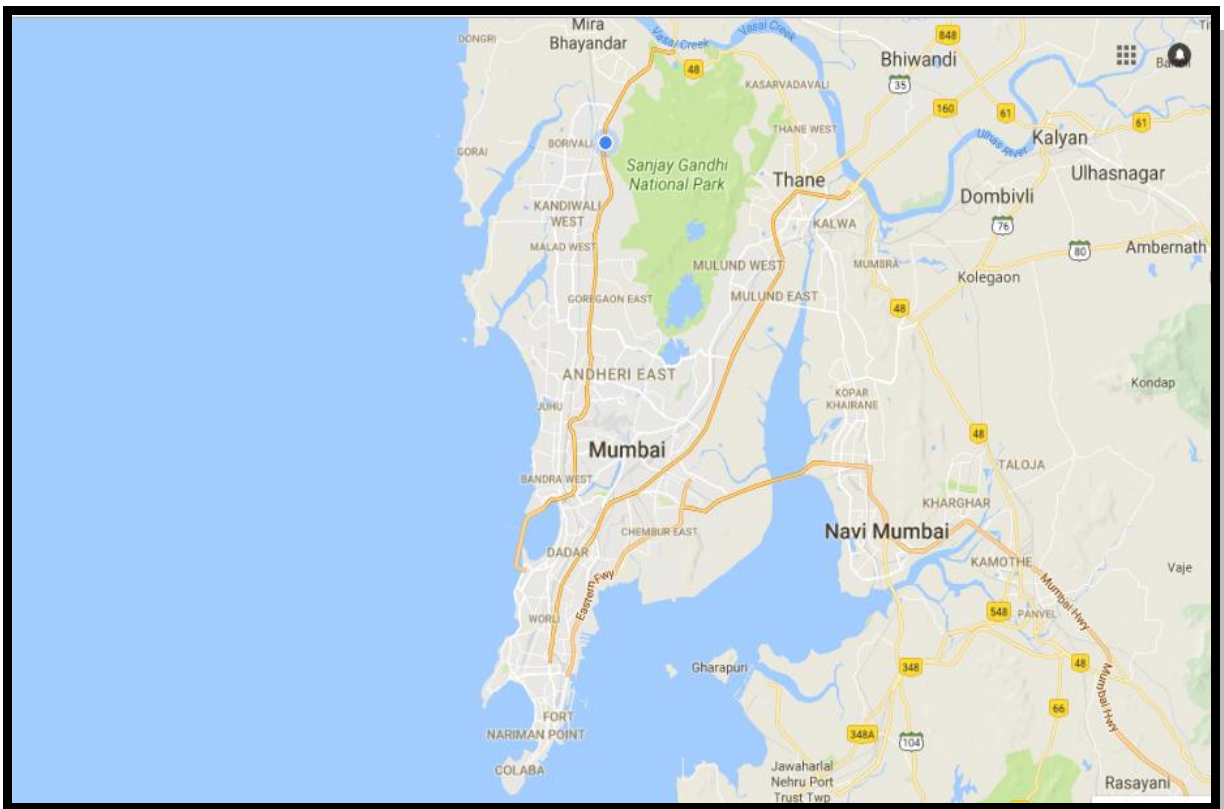 Mira
Bhayandar
DONGRI
Vasai Creek
Vasai Creek
848
Bhiwandi
48
35
KASARVADAVALI
160
61
61
THANE WEST
Ulhas River
Kalyan
BORIVALI
GORAI
Sanjay Gandhi
National Park
Thane
Ulhasnagar
Dombivli
KANDIWALI
WEST
KALWA
76
MALAD WEST
80
Ambernath
MULUND WEST
MUMBRA
Kolegaon
GOREGAON EAST
MULUND EAST
48
ANDHERI EAST
Kondap
JUHU
KOPAR
KHAIRANE
48
Mumbai
TALOJA
BANDRA WEST
KHARGHAR
CHEMBUR EAST
Navi Mumbai
DADAR
KAMOTHE
Vaje
Eastern Fwy
Mumbai Hwy
WORLI
548
PANVEL
Gharapuri
348
48
Mumbai Hwy
66
FORT
NARIMAN POINT
348A
104
COLABA
Jawaharlal
Nehru Port
Trust Twp
Rasayani